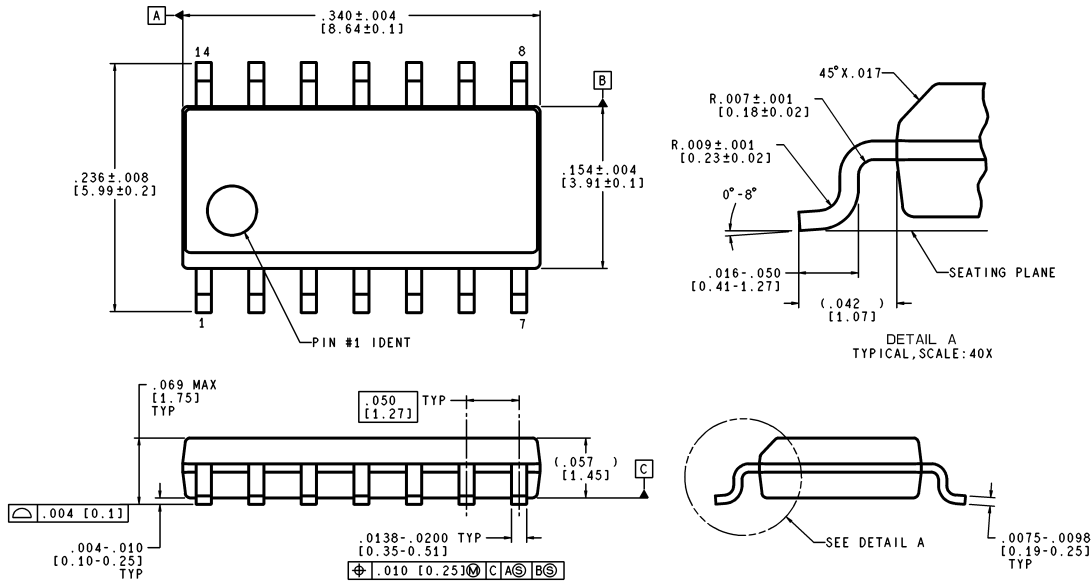 A
.340±.004
[8.64±0.1]
14
8
B
.236±.008
[5.99±0.2]
.154±.004
[3.91±0.1]
1
7
PIN #1 IDENT
45°X.017
R.007±.001
[0.18±0.02]
R.009±.001
[0.23±0.02]
0°-8°
.016-.050
[0.41-1.27]
SEATING PLANE
(.042 )
[1.07]
DETAIL A
TYPICAL,SCALE:40X
.069 MAX
[1.75]
TYP
.050
[1.27]
TYP
(.057 )
[1.45]
C
.004 [0.1]
.004-.010
[0.10-0.25]
TYP
.0138-.0200 TYP
[0.35-0.51]
⌖ .010 [0.25]Ⓜ C AⓈ BⓈ
SEE DETAIL A
.0075-.0098
[0.19-0.25]
TYP